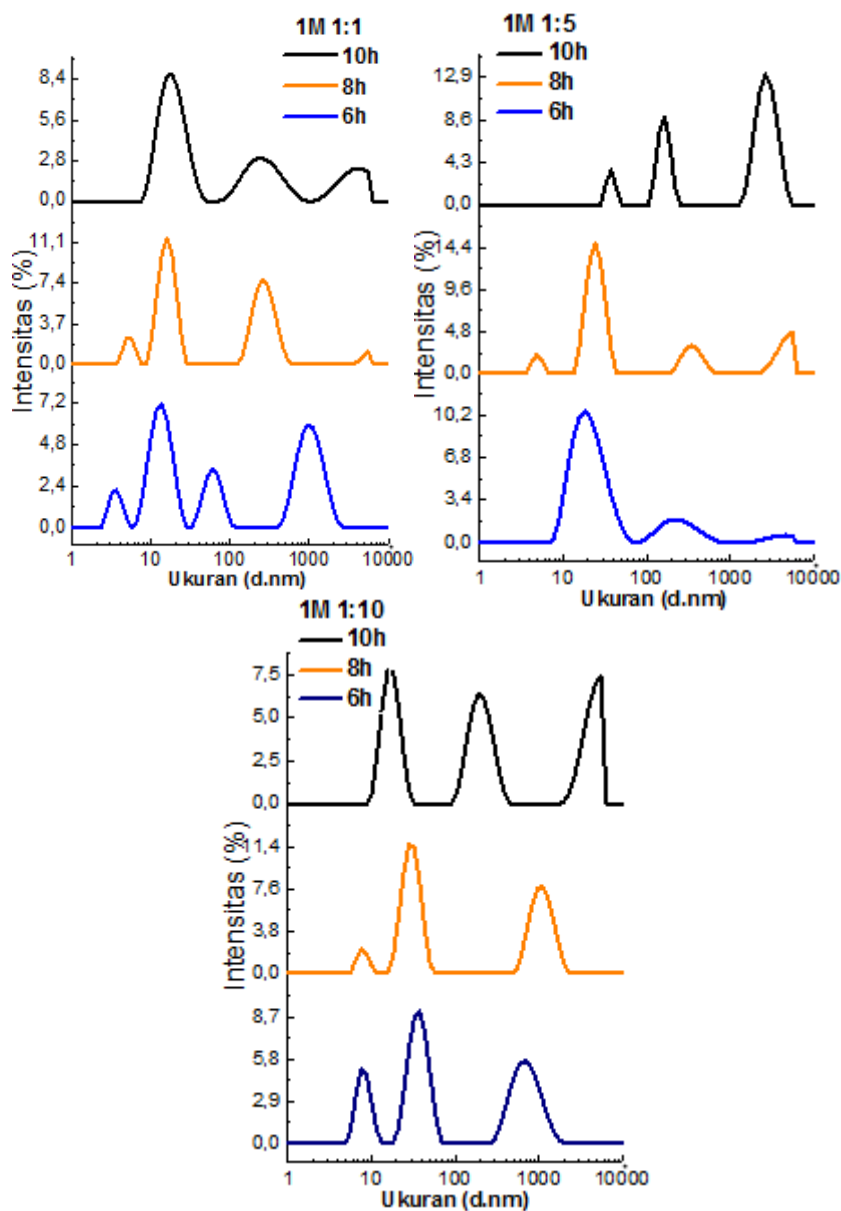 1M 1:1
10h
8h
6h
8,4
5,6
2,8
0,0
11,1
7,4
3,7
0,0
7,2
4,8
2,4
0,0
Intensitas (%)
1 10 100 1000 10000
Ukuran (d.nm)
1M 1:5
10h
8h
6h
12,9
8,6
4,3
0,0
14,4
9,6
4,8
0,0
10,2
6,8
3,4
0,0
Intensitas (%)
1 10 100 1000 10000
Ukuran (d.nm)
1M 1:10
10h
8h
6h
7,5
5,0
2,5
0,0
11,4
7,6
3,8
0,0
8,7
5,8
2,9
0,0
Intensitas (%)
1 10 100 1000 10000
Ukuran (d.nm)